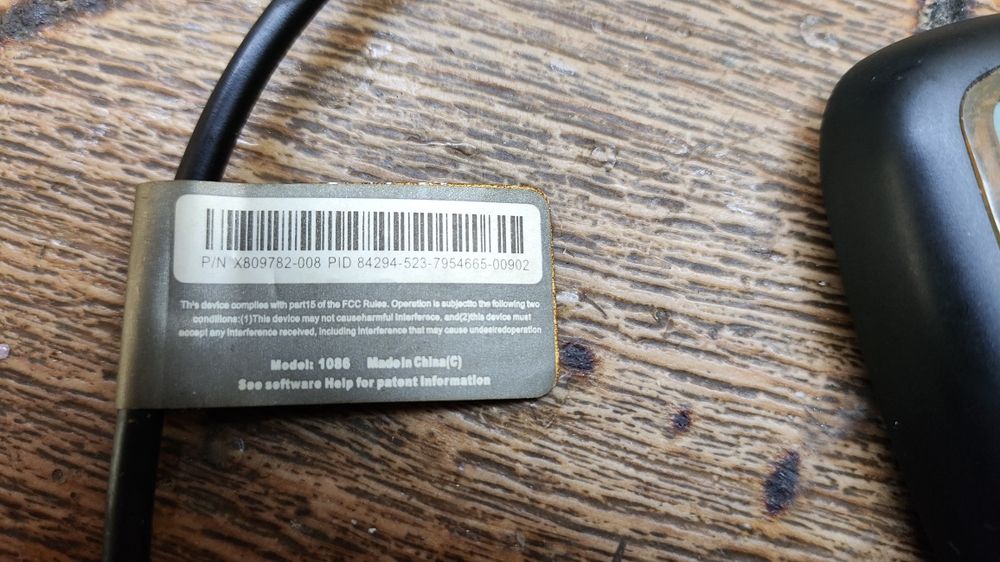 P/N X809782-008 PID 84294-523-7954665-00902
This device complies with part15 of the FCC Rules. Operation is subjectto the following two
conditions:(1)This device may not causeharmful interferece, and(2)this device must
accept any interference received, including interference that may cause undesiredoperation
Model: 1086 Made in China(C)
See software Help for patent information